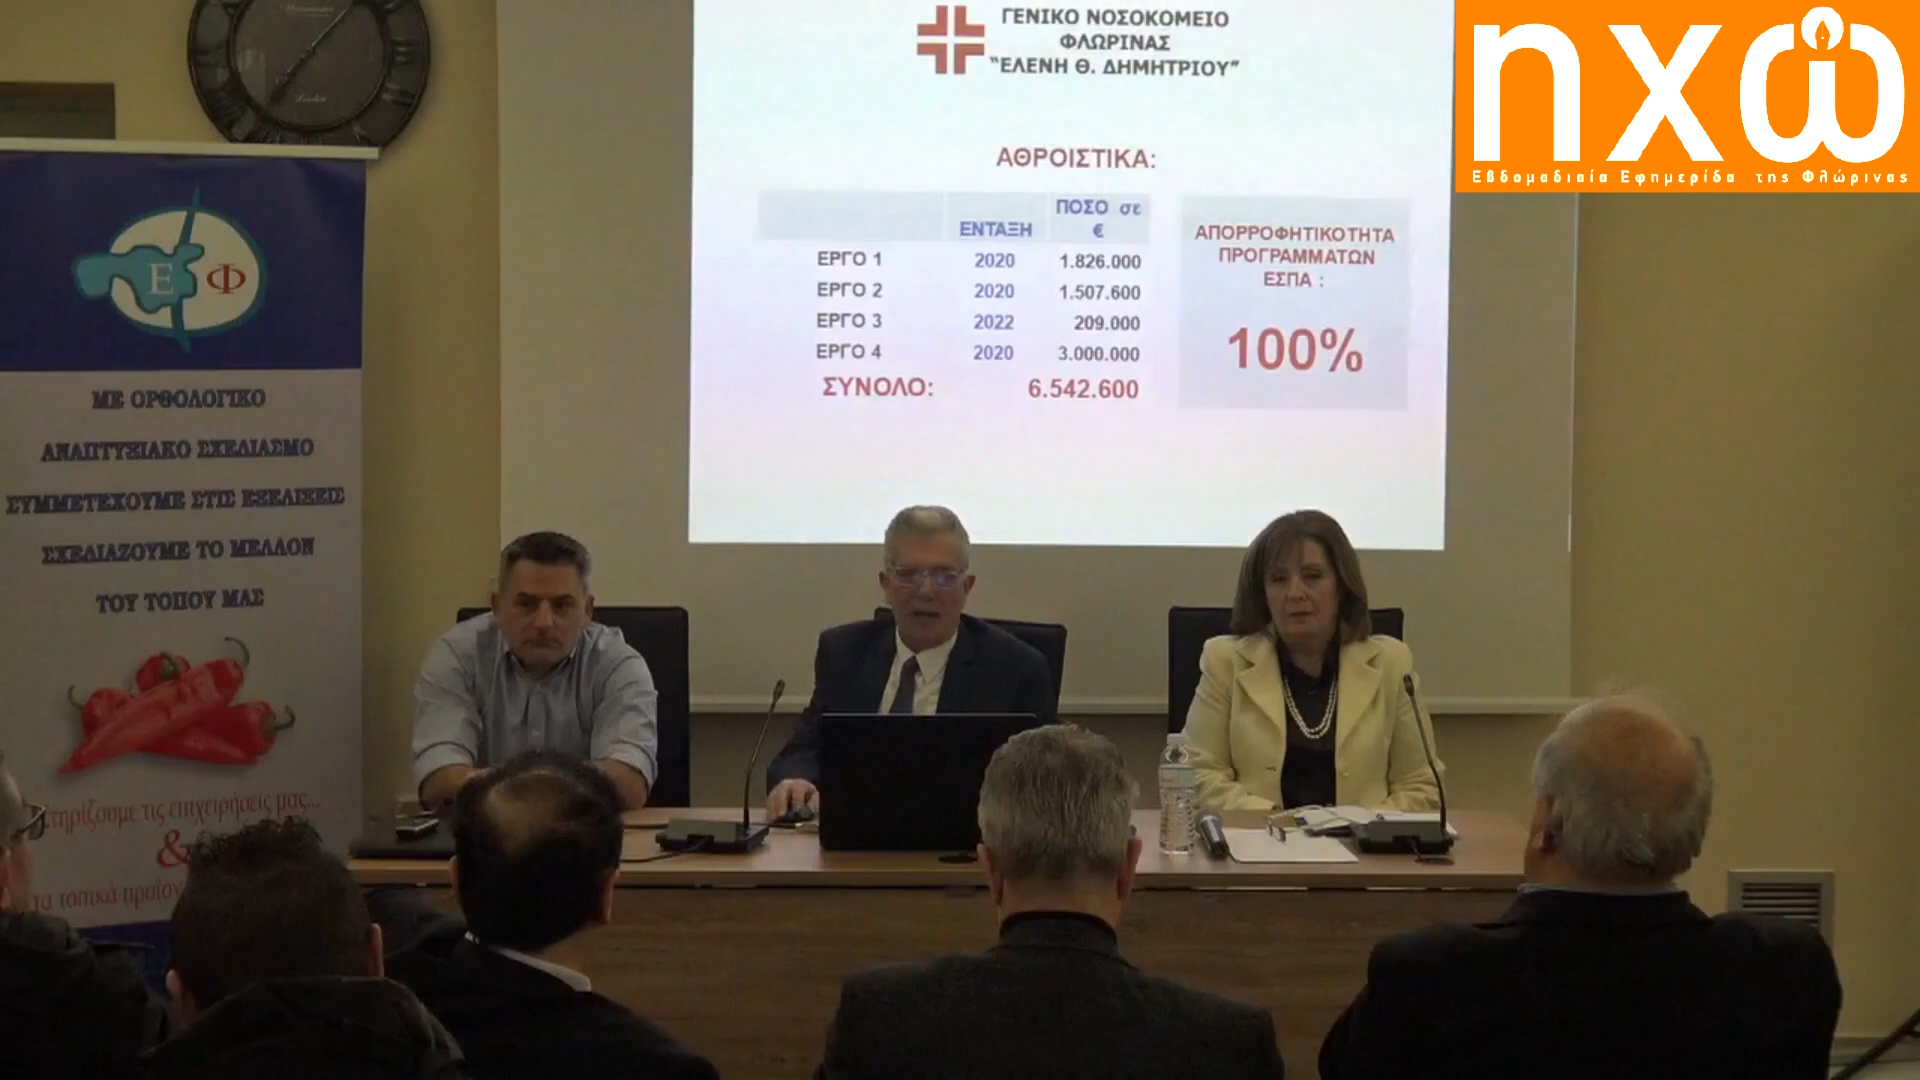 ΓΕΝΙΚΟ ΝΟΣΟΚΟΜΕΙΟ
ΦΛΩΡΙΝΑΣ
"ΕΛΕΝΗ Θ. ΔΗΜΗΤΡΙΟΥ"
ΑΘΡΟΙΣΤΙΚΑ:
ΕΝΤΑΞΗ ΠΟΣΟ σε €
ΕΡΓΟ 1 2020 1.826.000
ΕΡΓΟ 2 2020 1.507.600
ΕΡΓΟ 3 2022 209.000
ΕΡΓΟ 4 2020 3.000.000
ΣΥΝΟΛΟ: 6.542.600
ΑΠΟΡΡΟΦΗΤΙΚΟΤΗΤΑ
ΠΡΟΓΡΑΜΜΑΤΩΝ
ΕΣΠΑ :
100%
ηχώ
Εβδομαδιαία Εφημερίδα της Φλώρινας
Ε Φ
ΜΕ ΟΡΘΟΛΟΓΙΚΟ
ΑΝΑΠΤΥΞΙΑΚΟ ΣΧΕΔΙΑΣΜΟ
ΣΥΜΜΕΤΕΧΟΥΜΕ ΣΤΙΣ ΕΞΕΛΙΞΕΙΣ
ΣΧΕΔΙΑΖΟΥΜΕ ΤΟ ΜΕΛΛΟΝ
ΤΟΥ ΤΟΠΟΥ ΜΑΣ
τις επιχειρήσεις μας...
&
τα τοπικά